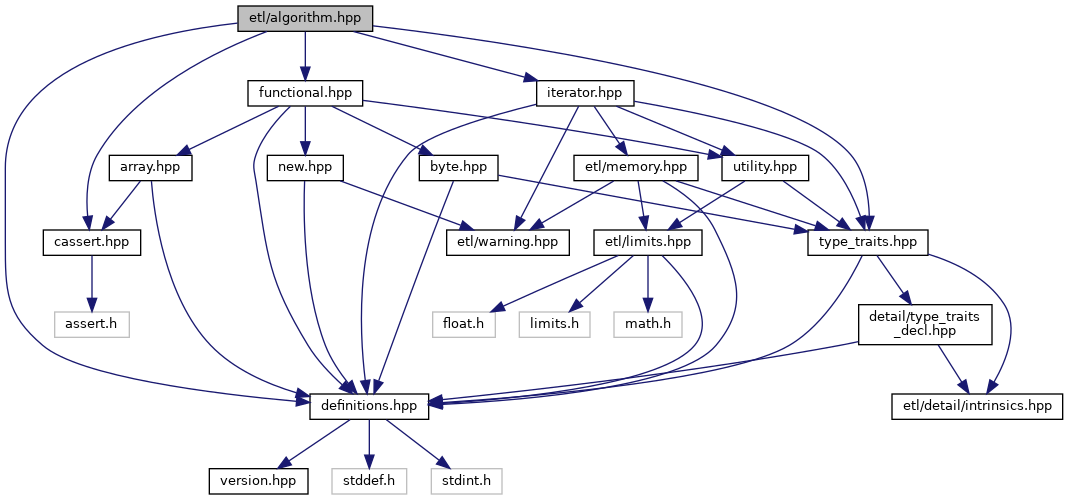 etl/algorithm.hpp
functional.hpp
iterator.hpp
array.hpp
new.hpp
byte.hpp
etl/memory.hpp
utility.hpp
cassert.hpp
etl/warning.hpp
etl/limits.hpp
type_traits.hpp
assert.h
float.h
limits.h
math.h
detail/type_traits
_decl.hpp
definitions.hpp
etl/detail/intrinsics.hpp
version.hpp
stddef.h
stdint.h